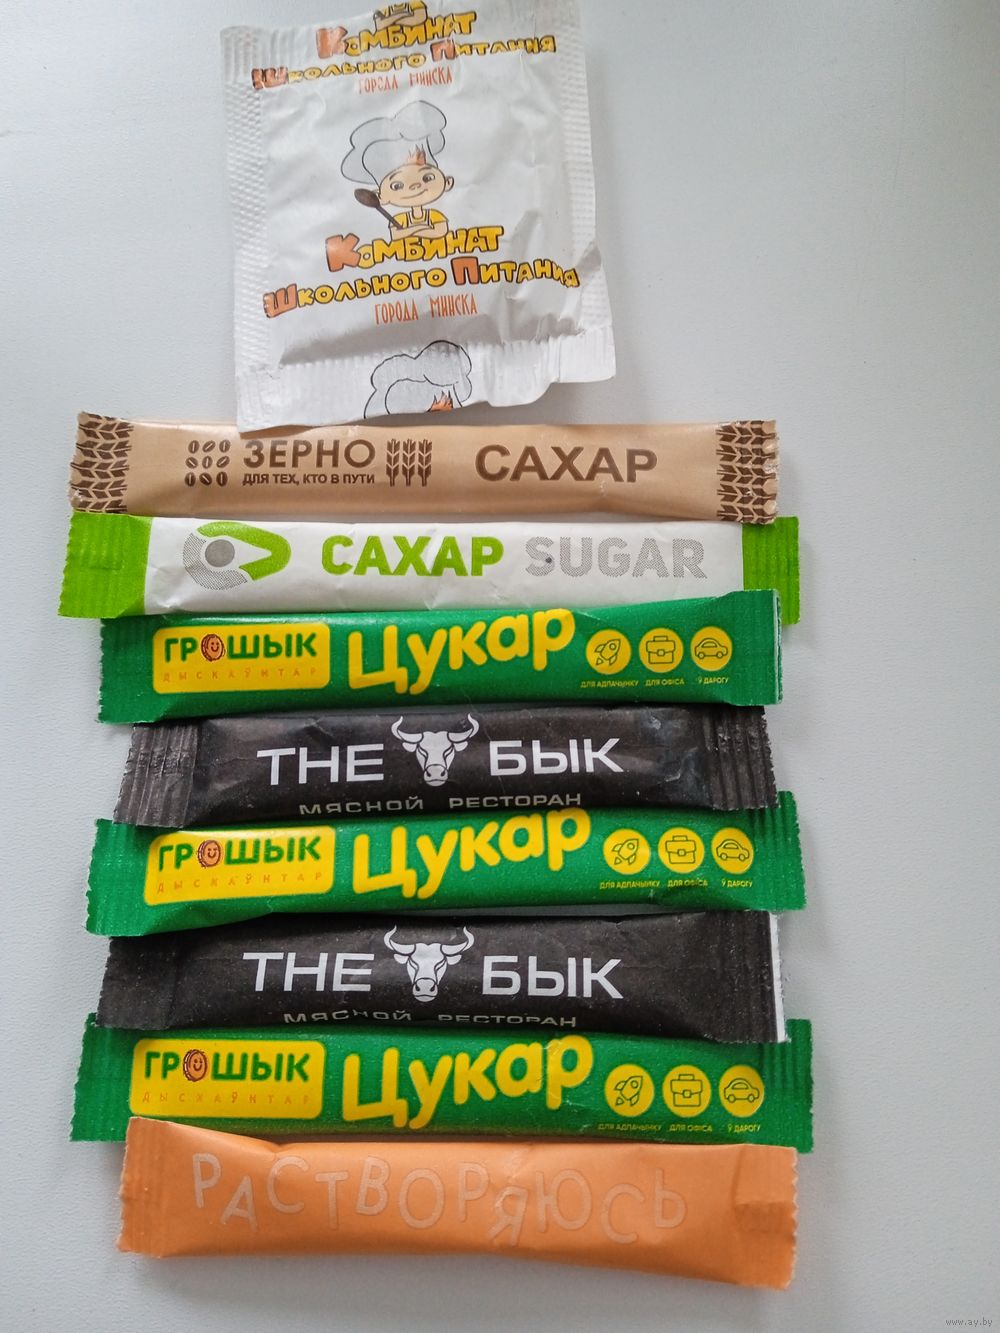 Комбинат
Школьного Питания
города Минска
Комбинат
Школьного Питания
города Минска
ЗЕРНО
ДЛЯ ТЕХ, КТО В ПУТИ
САХАР
САХАР SUGAR
ГРОШЫК
ДЫСКАЎНТАР
Цукар
ДЛЯ АДПАЧЫНКУ ДЛЯ ОФІСА Ў ДАРОГУ
THE БЫК
МЯСНОЙ РЕСТОРАН
ГРОШЫК
ДЫСКАЎНТАР
Цукар
ДЛЯ АДПАЧЫНКУ ДЛЯ ОФІСА Ў ДАРОГУ
THE БЫК
МЯСНОЙ РЕСТОРАН
ГРОШЫК
ДЫСКАЎНТАР
Цукар
ДЛЯ АДПАЧЫНКУ ДЛЯ ОФІСА Ў ДАРОГУ
РАСТВОРЯЮСЬ
www.ay.by